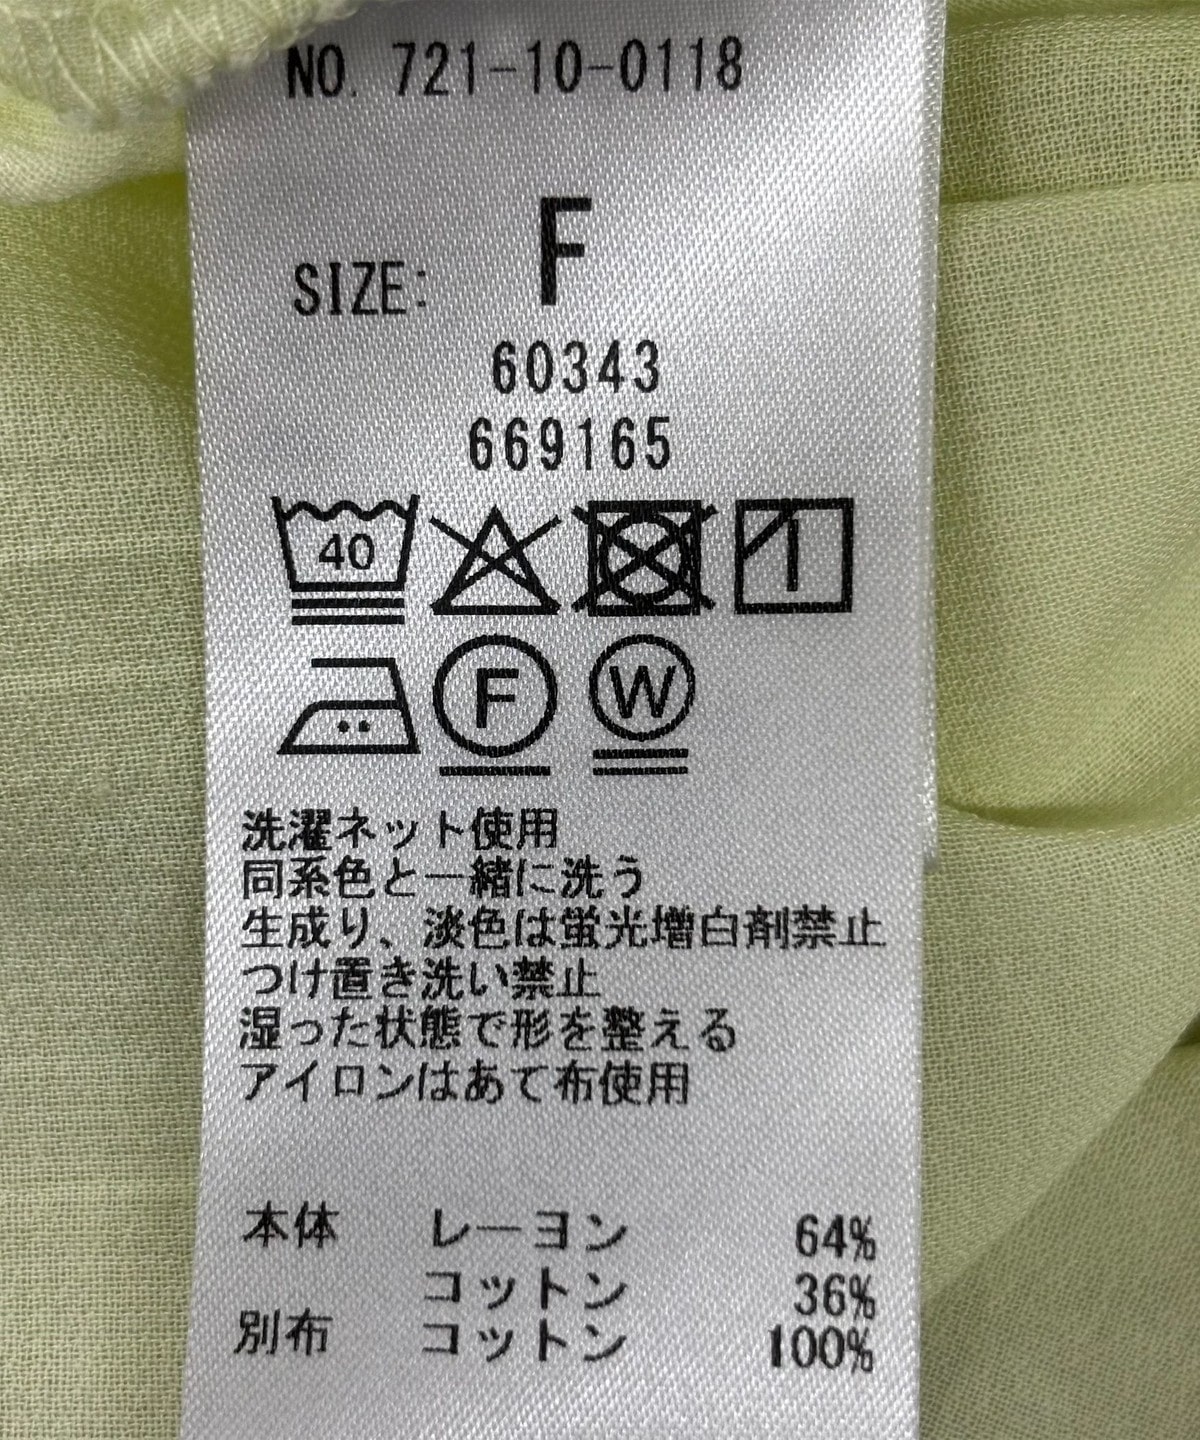 NO. 721-10-0118
SIZE: F
60343
669165
40
F
W
洗濯ネット使用
同系色と一緒に洗う
生成り、淡色は蛍光増白剤禁止
つけ置き洗い禁止
湿った状態で形を整える
アイロンはあて布使用
本体 レーヨン 64%
コットン 36%
別布 コットン 100%